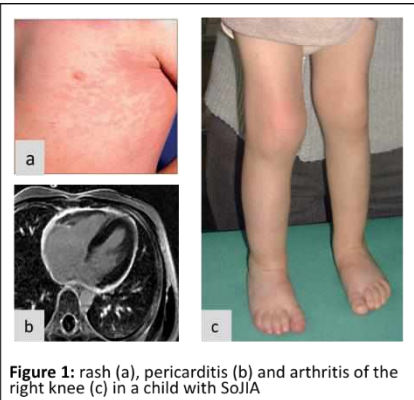 a
b
c
Figure 1: rash (a), pericarditis (b) and arthritis of the
right knee (c) in a child with SoJIA